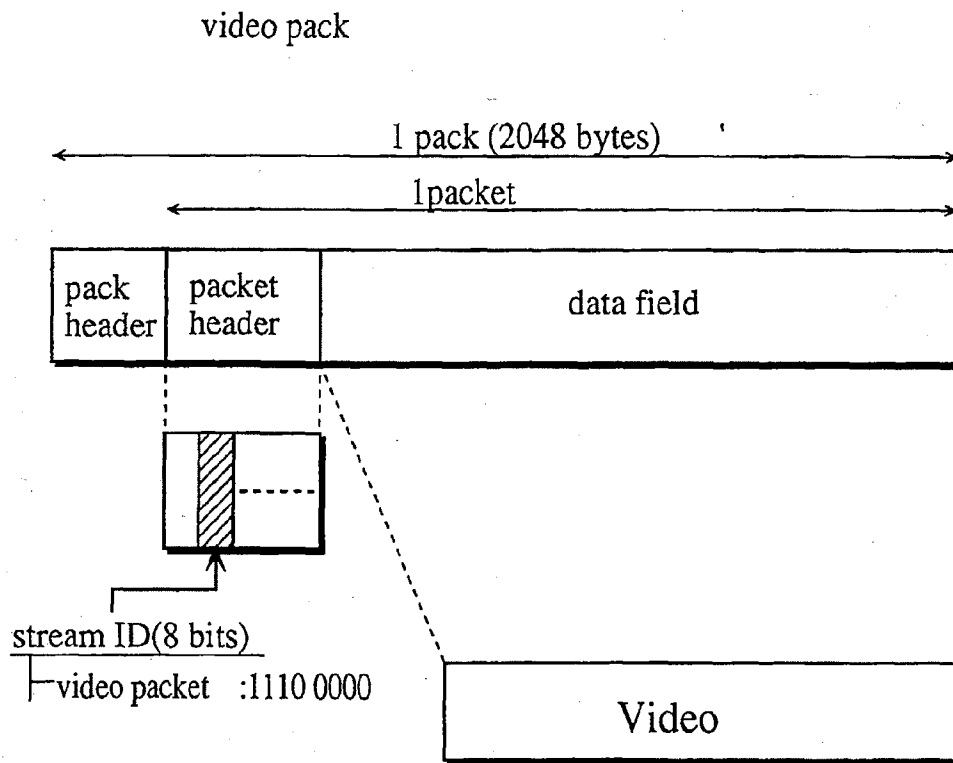 video pack
1 pack (2048 bytes)
1packet
pack
header
packet
header
data field
stream ID(8 bits)
video packet :1110 0000
Video